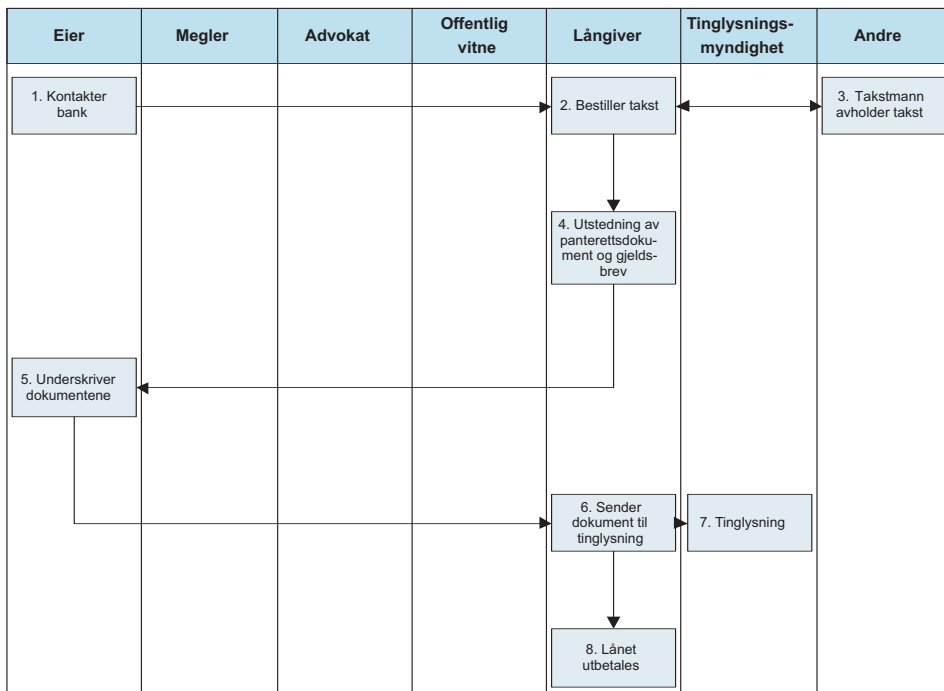 Eier
Megler
Advokat
Offentlig
vitne
Långiver
Tinglysnings-
myndighet
Andre
1. Kontakter
bank
2. Bestiller takst
3. Takstmann
avholder takst
4. Utstedning av
panterettsdoku-
ment og gjelds-
brev
5. Underskriver
dokumentene
6. Sender
dokument til
tinglysning
7. Tinglysning
8. Lånet
utbetales